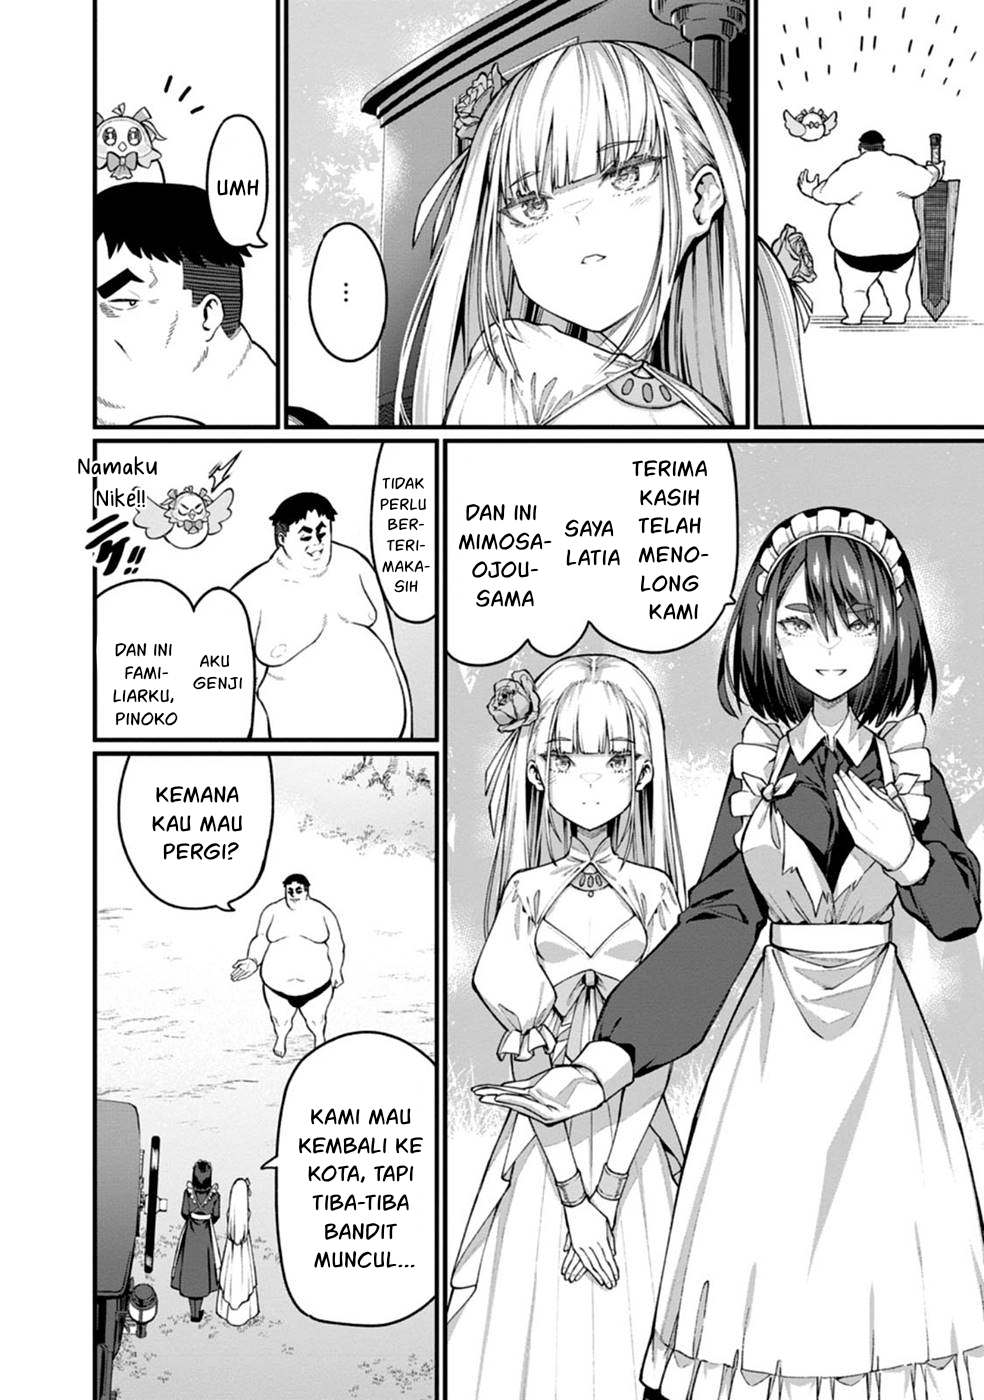 ...
UMH
TERIMA
KASIH
TELAH
MENO-
LONG
KAMI
SAYA
LATIA
DAN INI
MIMOSA-
OJOU-
SAMA
TIDAK
PERLU
BER-
TERI-
MAKA-
SIH
AKU
GENJI
DAN INI
FAMI-
LIARKU,
PINOKO
Namaku
Nike!!
KEMANA
KAU MAU
PERGI?
KAMI MAU
KEMBALI KE
KOTA, TAPI
TIBA-TIBA
BANDIT
MUNCUL...